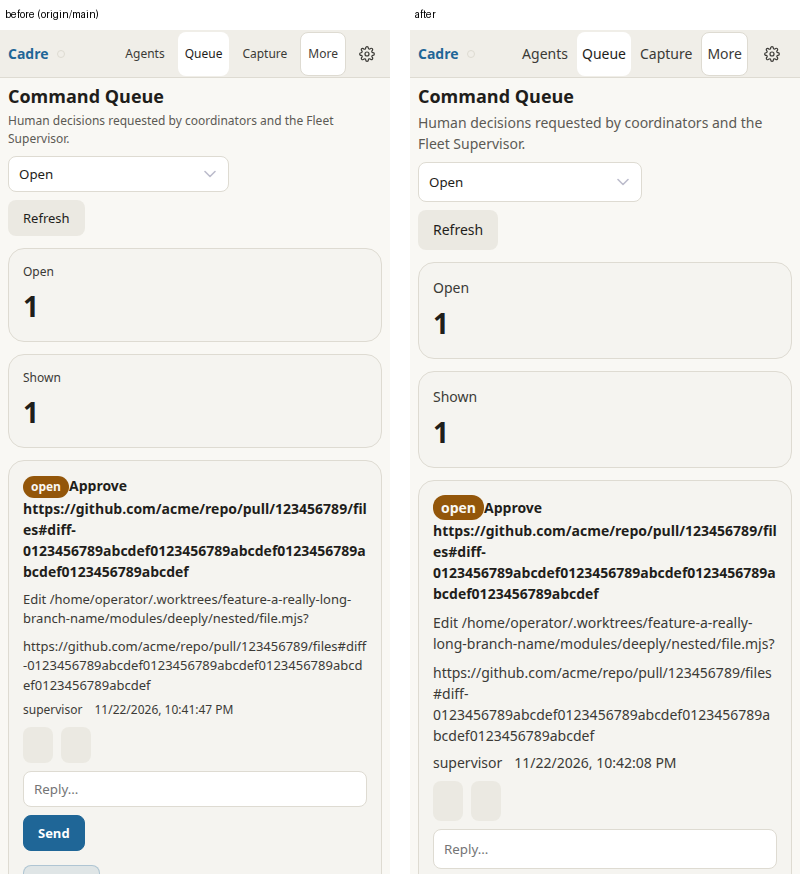 before (origin/main)
Cadre Agents Queue Capture More
Command Queue
Human decisions requested by coordinators and the Fleet
Supervisor.
Open
Refresh
Open
1
Shown
1
open Approve
https://github.com/acme/repo/pull/123456789/fil
es#diff-
0123456789abcdef0123456789abcdef0123456789a
bcdef0123456789abcdef
Edit /home/operator/.worktrees/feature-a-really-long-
branch-name/modules/deeply/nested/file.mjs?
https://github.com/acme/repo/pull/123456789/files#diff
-0123456789abcdef0123456789abcdef0123456789abcd
ef0123456789abcdef
supervisor 11/22/2026, 10:41:47 PM
Reply...
Send
after
Cadre Agents Queue Capture More
Command Queue
Human decisions requested by coordinators and the
Fleet Supervisor.
Open
Refresh
Open
1
Shown
1
open Approve
https://github.com/acme/repo/pull/123456789/fil
es#diff-
0123456789abcdef0123456789abcdef0123456789a
bcdef0123456789abcdef
Edit /home/operator/.worktrees/feature-a-really-
long-branch-name/modules/deeply/nested/file.mjs?
https://github.com/acme/repo/pull/123456789/files
#diff-
0123456789abcdef0123456789abcdef0123456789a
bcdef0123456789abcdef
supervisor 11/22/2026, 10:42:08 PM
Reply...